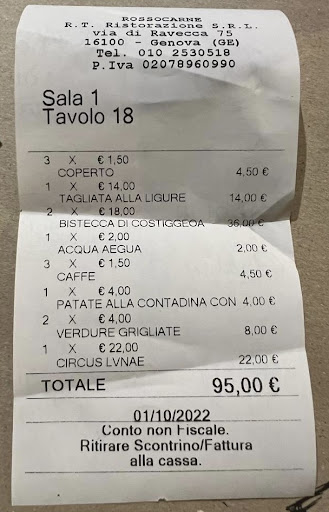 ROSSOCARNE
R.T. Ristorazione S.R.L.
via di Ravecca 75
16100 - Genova (GE)
Tel. 010 2530518
P.Iva 02078960990
Sala 1
Tavolo 18
3 X € 1,50
COPERTO 4,50 €
1 X € 14,00
TAGLIATA ALLA LIGURE 14,00 €
2 X € 18,00
BISTECCA DI COSTIGGEOA 36,00 €
1 X € 2,00
ACQUA AEGUA 2,00 €
3 X € 1,50
CAFFE 4,50 €
1 X € 4,00
PATATE ALLA CONTADINA CON 4,00 €
2 X € 4,00
VERDURE GRIGLIATE 8,00 €
1 X € 22,00
CIRCUS LVNAE 22,00 €
TOTALE 95,00 €
01/10/2022
Conto non Fiscale.
Ritirare Scontrino/Fattura
alla cassa.